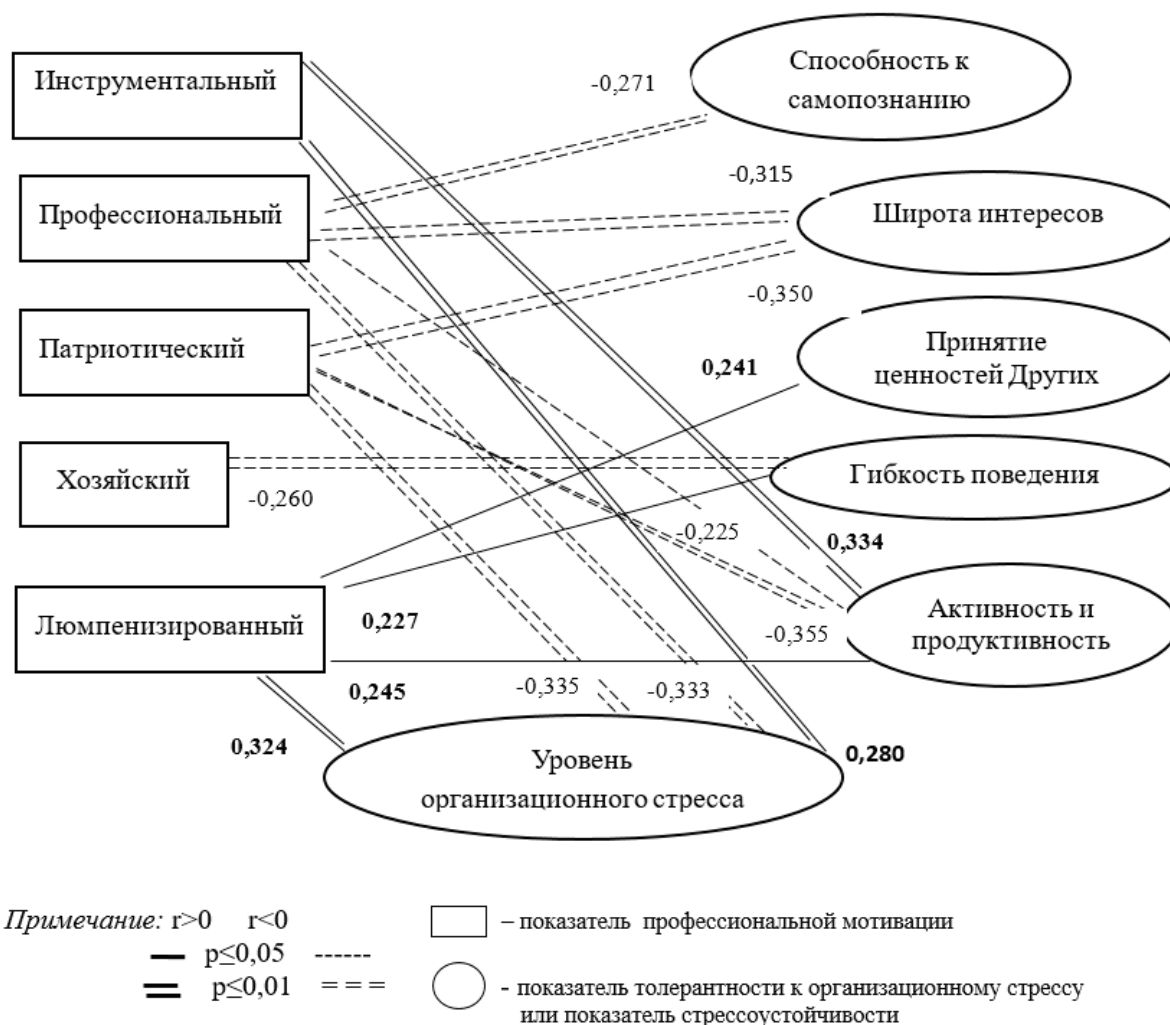 Инструментальный
Способность к
самопознанию
-0,271
Профессиональный
-0,315
Широта интересов
Патриотический
-0,350
Принятие
ценностей Других
0,241
Хозяйский
-0,260
Гибкость поведения
-0,225
0,334
Люмпенизированный
0,227
Активность и
продуктивность
-0,355
0,245
-0,335
-0,333
0,324
Уровень
организационного стресса
0,280
Примечание: r>0 r<0
p≤0,05 ------
p≤0,01 = = =
– показатель профессиональной мотивации
- показатель толерантности к организационному стрессу
или показатель стрессоустойчивости